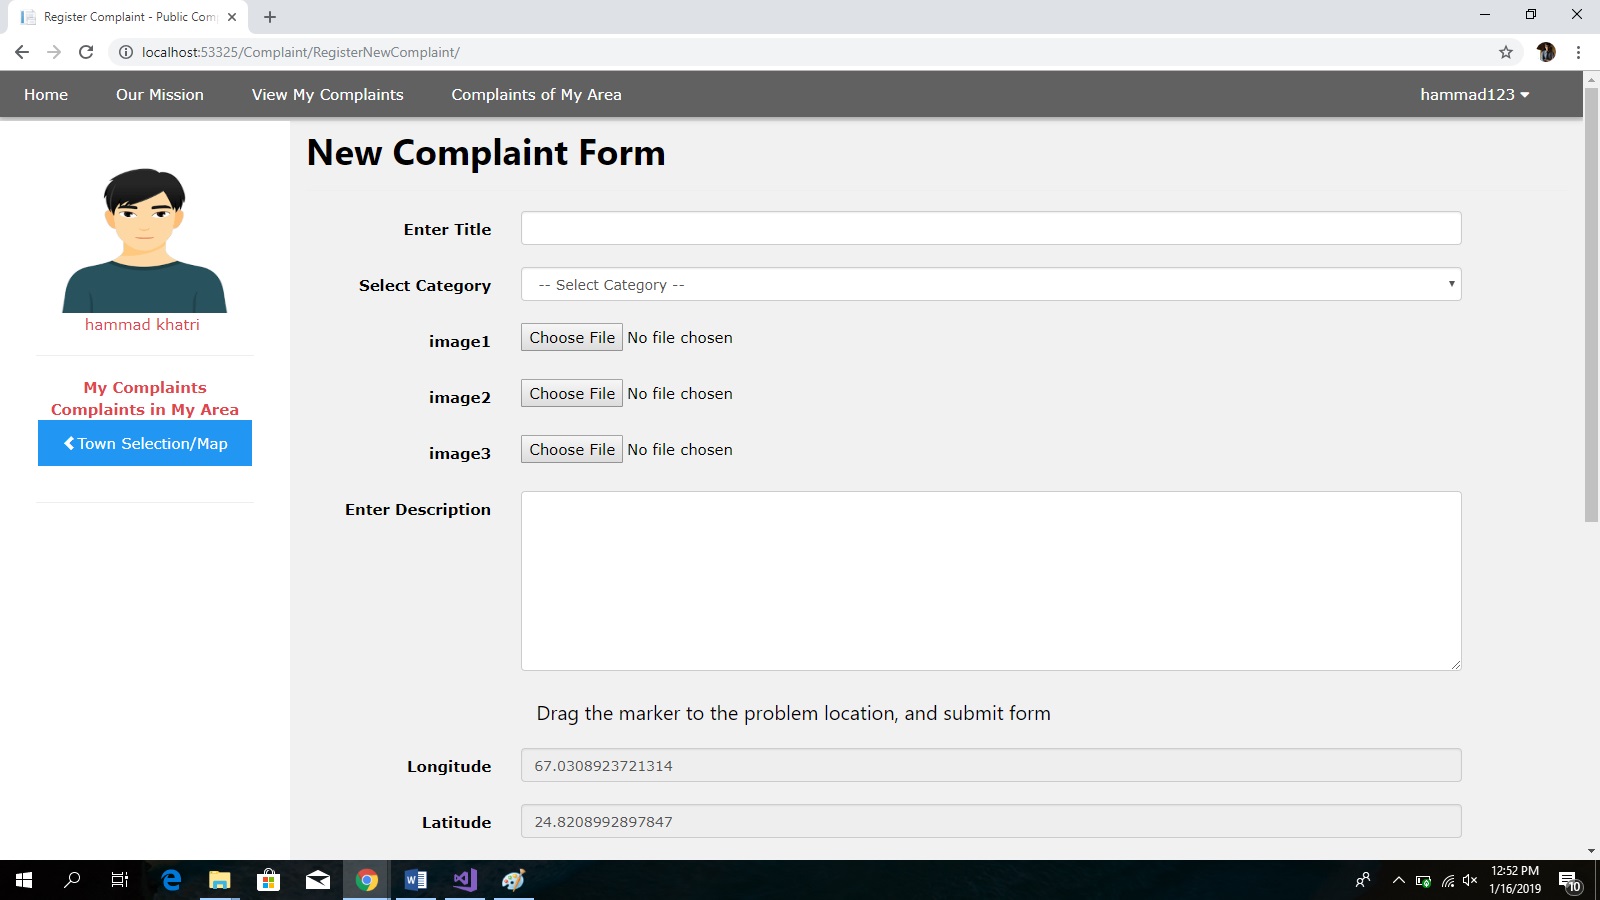 Register Complaint - Public Com
localhost:53325/Complaint/RegisterNewComplaint/
Home Our Mission View My Complaints Complaints of My Area hammad123
New Complaint Form
hammad khatri
My Complaints
Complaints in My Area
Town Selection/Map
Enter Title
Select Category -- Select Category --
image1 Choose File No file chosen
image2 Choose File No file chosen
image3 Choose File No file chosen
Enter Description
Drag the marker to the problem location, and submit form
Longitude 67.0308923721314
Latitude 24.8208992897847
12:52 PM
1/16/2019
10